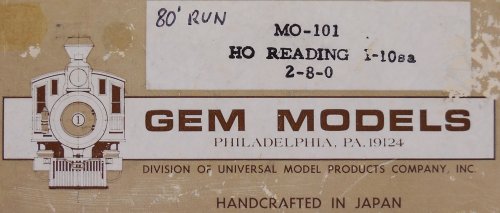 80' RUN
MO-101
HO READING I-10sa
2-8-0
1
GEM MODELS
PHILADELPHIA, PA. 19124
DIVISION OF UNIVERSAL MODEL PRODUCTS COMPANY, INC.
HANDCRAFTED IN JAPAN